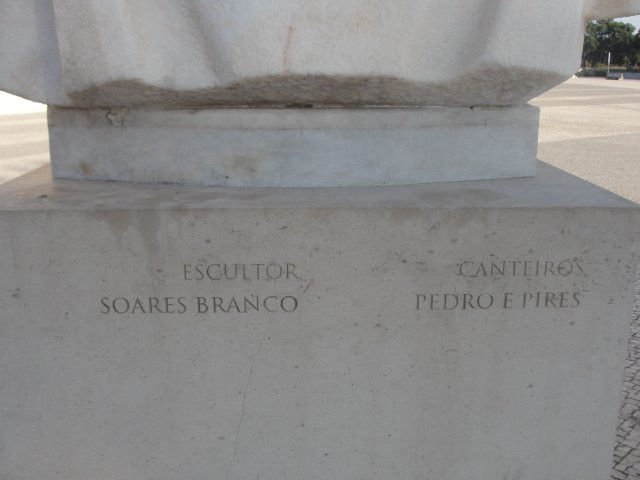 ESCULTOR
SOARES BRANCO
CANTEIROS
PEDRO E PIRES